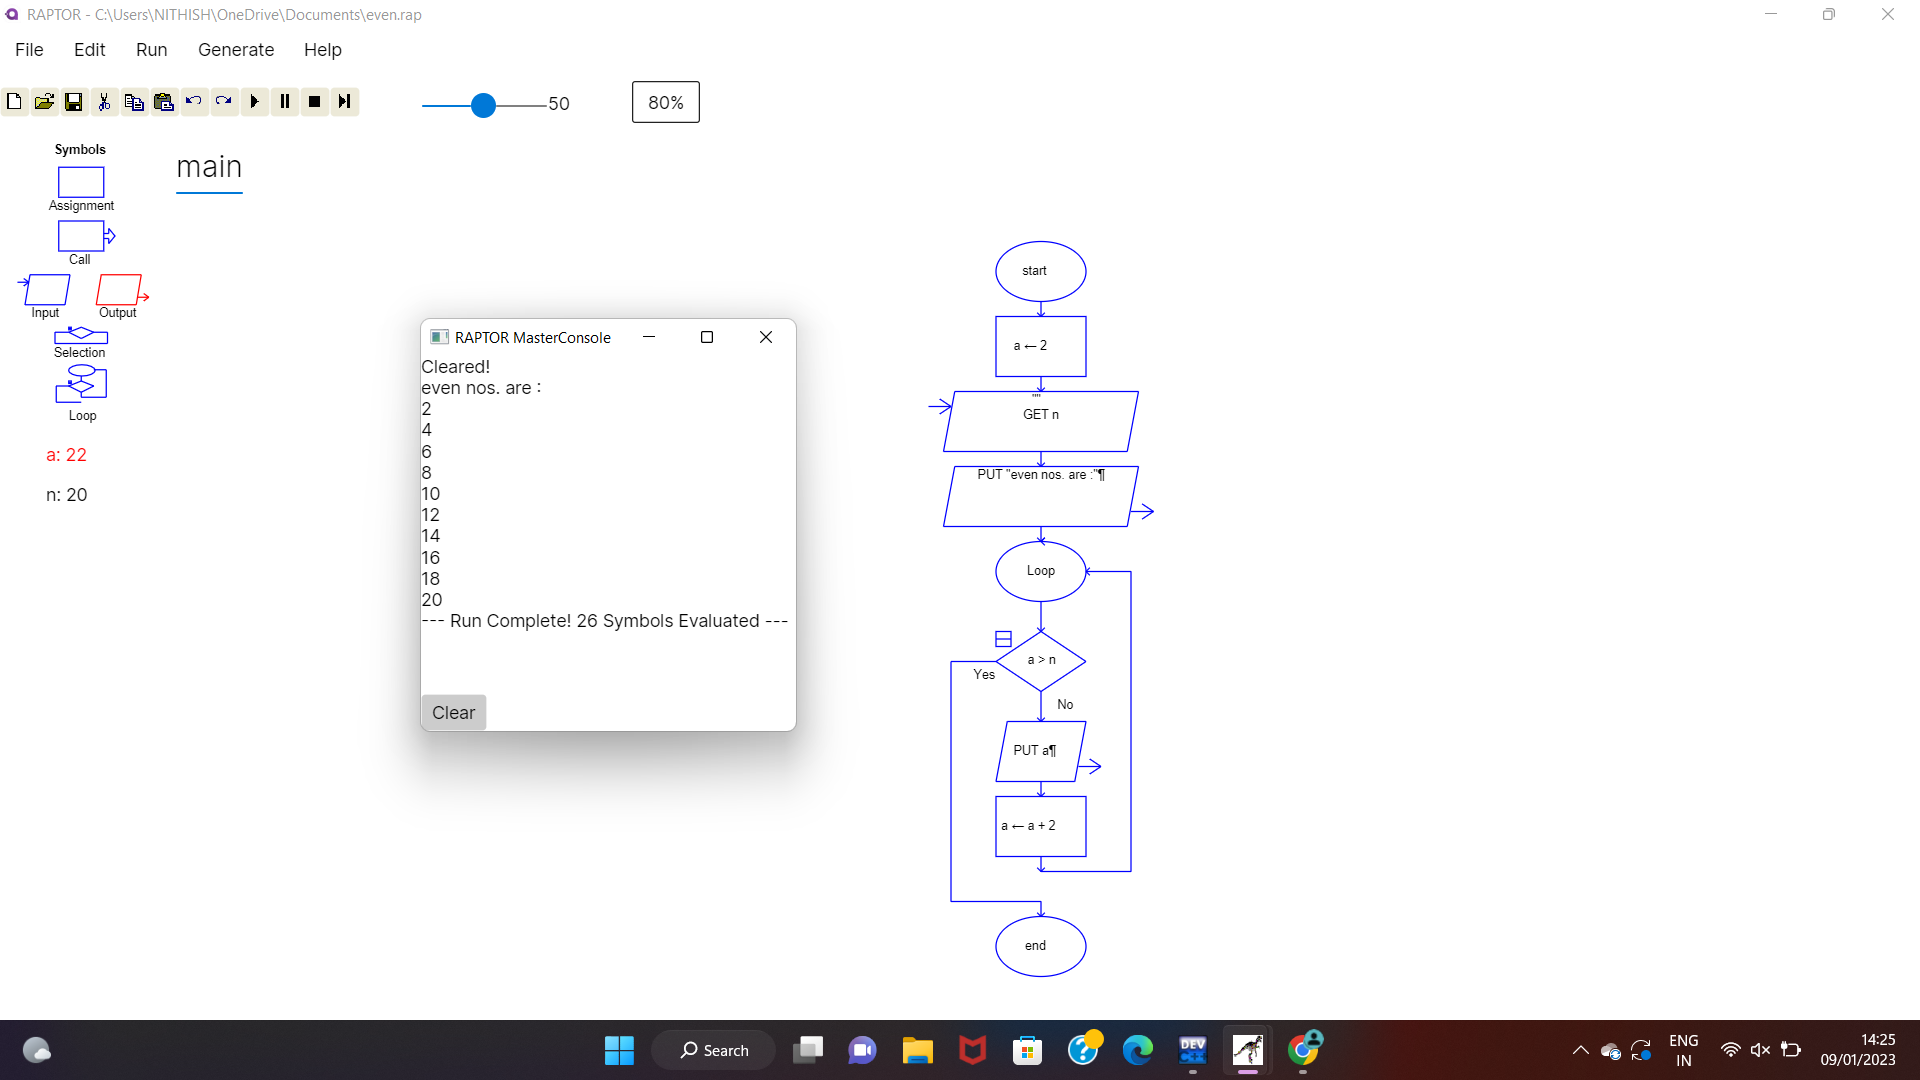 RAPTOR - C:\Users\NITHISH\OneDrive\Documents\even.rap
File Edit Run Generate Help
50
80%
Symbols
main
Assignment
Call
Input Output
Selection
Loop
a: 22
n: 20
RAPTOR MasterConsole
Cleared!
even nos. are :
2
4
6
8
10
12
14
16
18
20
--- Run Complete! 26 Symbols Evaluated ---
Clear
start
a ← 2
""
GET n
PUT "even nos. are :"¶
Loop
a > n
Yes
No
PUT a¶
a ← a + 2
end
Search
DEV
C++
ENG
IN
14:25
09/01/2023